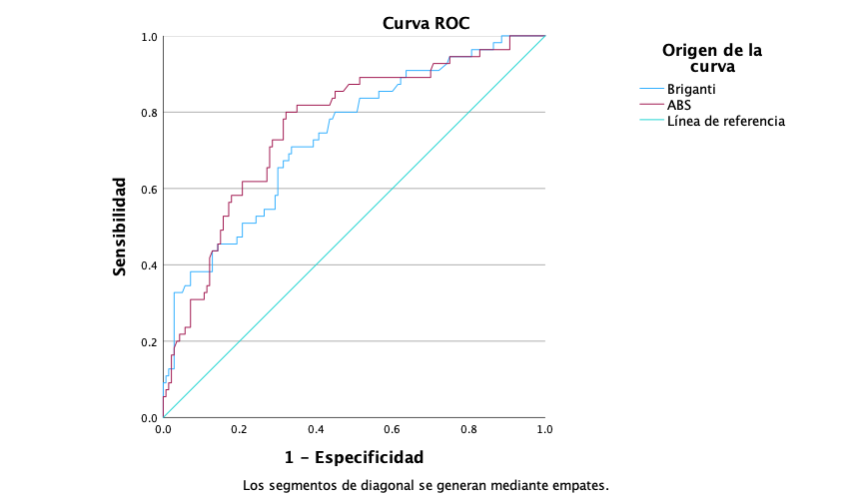 Curva ROC
Origen de la
curva
Briganti
ABS
Línea de referencia
Sensibilidad
1.0
0.8
0.6
0.4
0.2
0.0
0.0
0.2
0.4
0.6
0.8
1.0
1 - Especificidad
Los segmentos de diagonal se generan mediante empates.